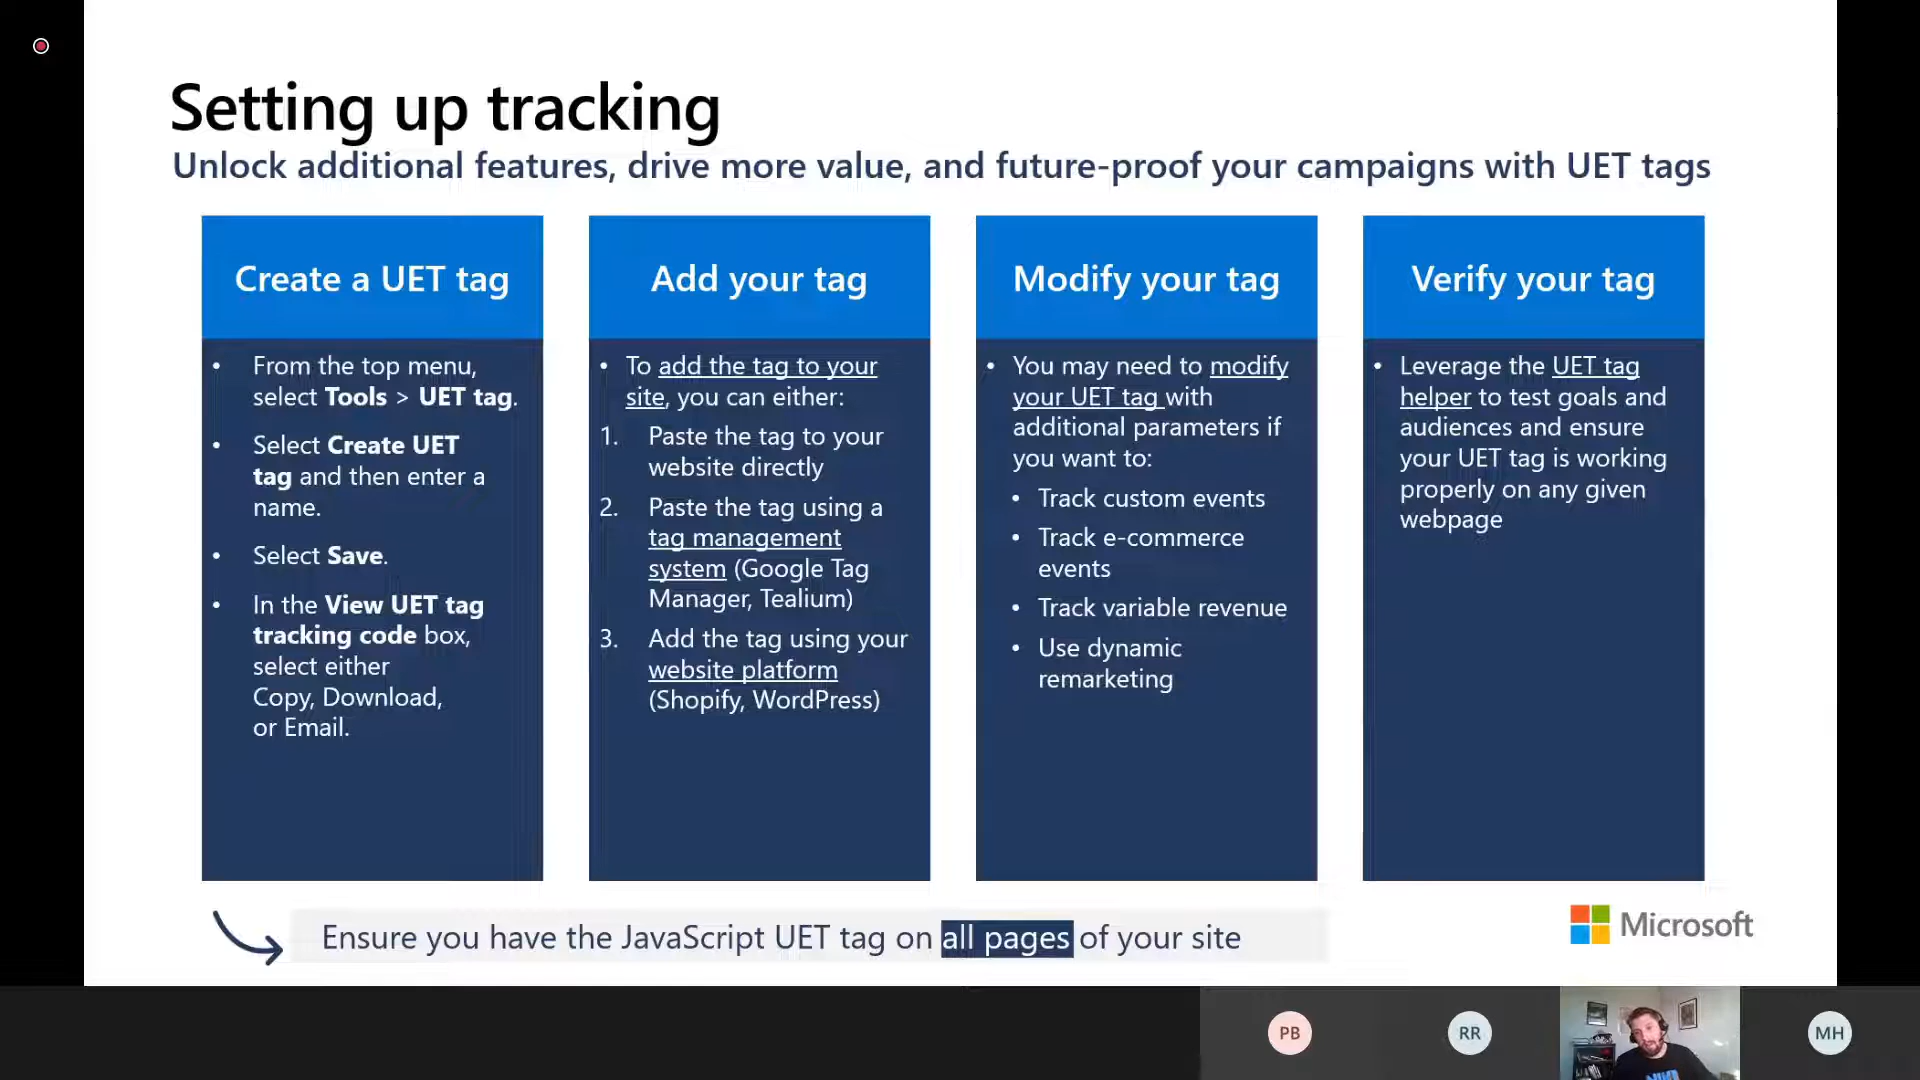 Setting up tracking
Unlock additional features, drive more value, and future-proof your campaigns with UET tags
Create a UET tag
• From the top menu,
select Tools > UET tag.
• Select Create UET
tag and then enter a
name.
• Select Save.
• In the View UET tag
tracking code box,
select either
Copy, Download,
or Email.
Add your tag
• To add the tag to your
site, you can either:
1. Paste the tag to your
website directly
2. Paste the tag using a
tag management
system (Google Tag
Manager, Tealium)
3. Add the tag using your
website platform
(Shopify, WordPress)
Modify your tag
• You may need to modify
your UET tag with
additional parameters if
you want to:
• Track custom events
• Track e-commerce
events
• Track variable revenue
• Use dynamic
remarketing
Verify your tag
• Leverage the UET tag
helper to test goals and
audiences and ensure
your UET tag is working
properly on any given
webpage
Ensure you have the JavaScript UET tag on all pages of your site
Microsoft
PB
RR
MH